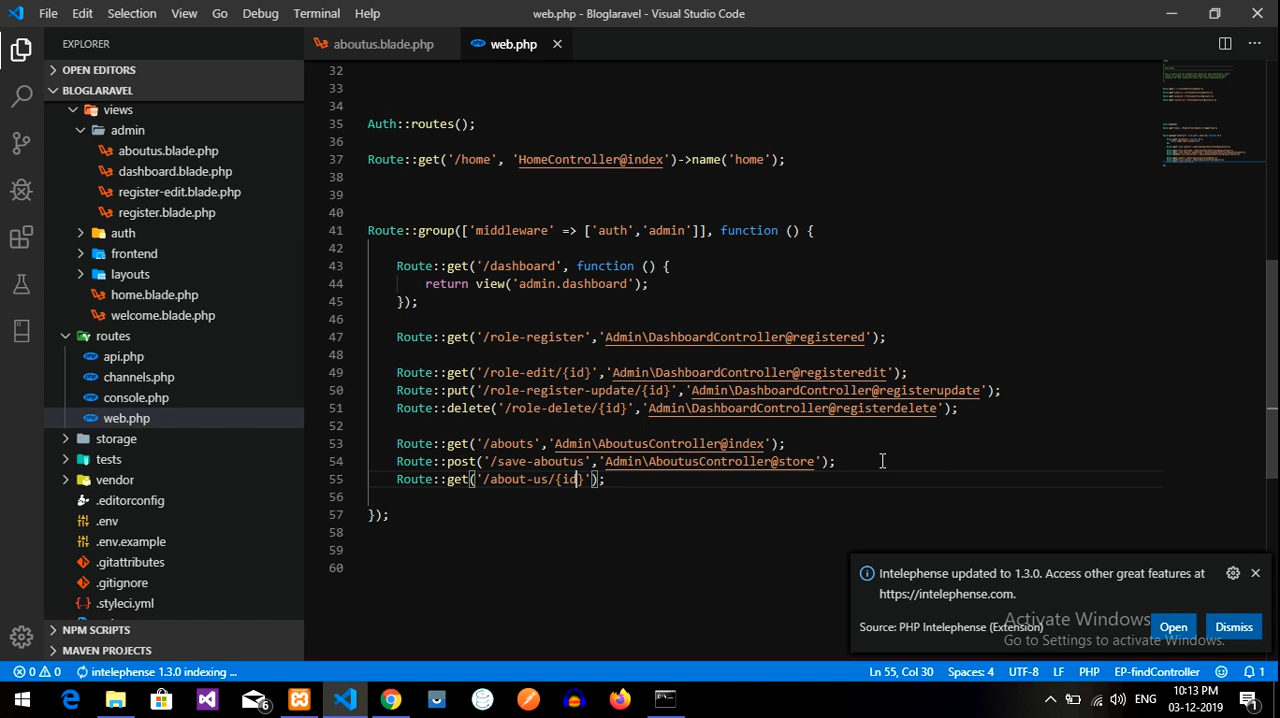 File Edit Selection View Go Debug Terminal Help web.php - Bloglaravel - Visual Studio Code
EXPLORER
OPEN EDITORS
BLOGLARAVEL
views
admin
aboutus.blade.php
dashboard.blade.php
register-edit.blade.php
register.blade.php
auth
frontend
layouts
home.blade.php
welcome.blade.php
routes
api.php
channels.php
console.php
web.php
storage
tests
vendor
.editorconfig
.env
.env.example
.gitattributes
.gitignore
.styleci.yml
NPM SCRIPTS
MAVEN PROJECTS
aboutus.blade.php web.php
32
33
34
35 Auth::routes();
36
37 Route::get('/home', 'HomeController@index')->name('home');
38
39
40
41 Route::group(['middleware' => ['auth','admin']], function () {
42
43 Route::get('/dashboard', function () {
44 return view('admin.dashboard');
45 });
46
47 Route::get('/role-register','Admin\DashboardController@registered');
48
49 Route::get('/role-edit/{id}','Admin\DashboardController@registeredit');
50 Route::put('/role-register-update/{id}','Admin\DashboardController@registerupdate');
51 Route::delete('/role-delete/{id}','Admin\DashboardController@registerdelete');
52
53 Route::get('/abouts','Admin\AboutusController@index');
54 Route::post('/save-aboutus','Admin\AboutusController@store');
55 Route::get('/about-us/{id}');
56
57 });
58
59
60
Intelephense updated to 1.3.0. Access other great features at
https://intelephense.com.
Source: PHP Intelephense (Extension) Open Dismiss
Activate Windows
Go to Settings to activate Windows.
0 0 intelephense 1.3.0 indexing ... Ln 55, Col 30 Spaces: 4 UTF-8 LF PHP EP-findController 1
6 ENG 10:13 PM
03-12-2019 1